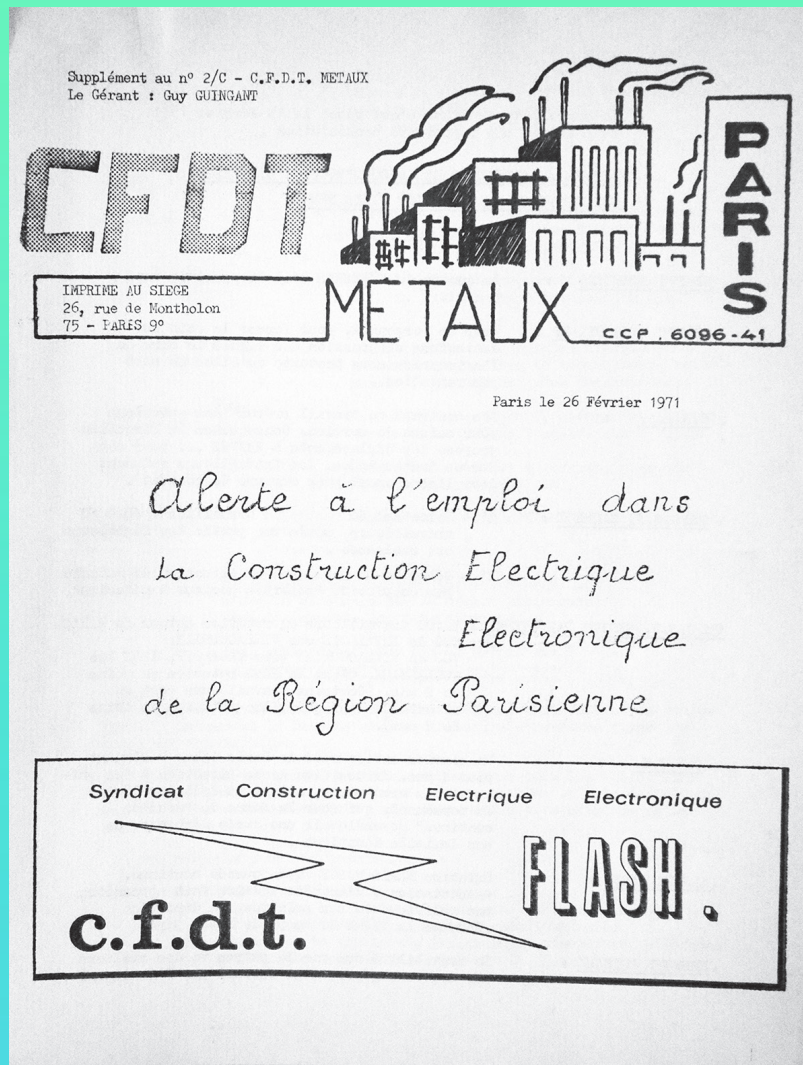 Supplément au nº 2/C - C.F.D.T. METAUX
Le Gérant : Guy GUINGANT
CFDT
PARIS
IMPRIME AU SIEGE
26, rue de Montholon
75 - PARIS 9º
METAUX
CCP. 6096-41
Paris le 26 Février 1971
Alerte à l'emploi dans
la Construction Electrique
Electronique
de la Région Parisienne
Syndicat Construction Electrique Electronique
FLASH.
c.f.d.t.